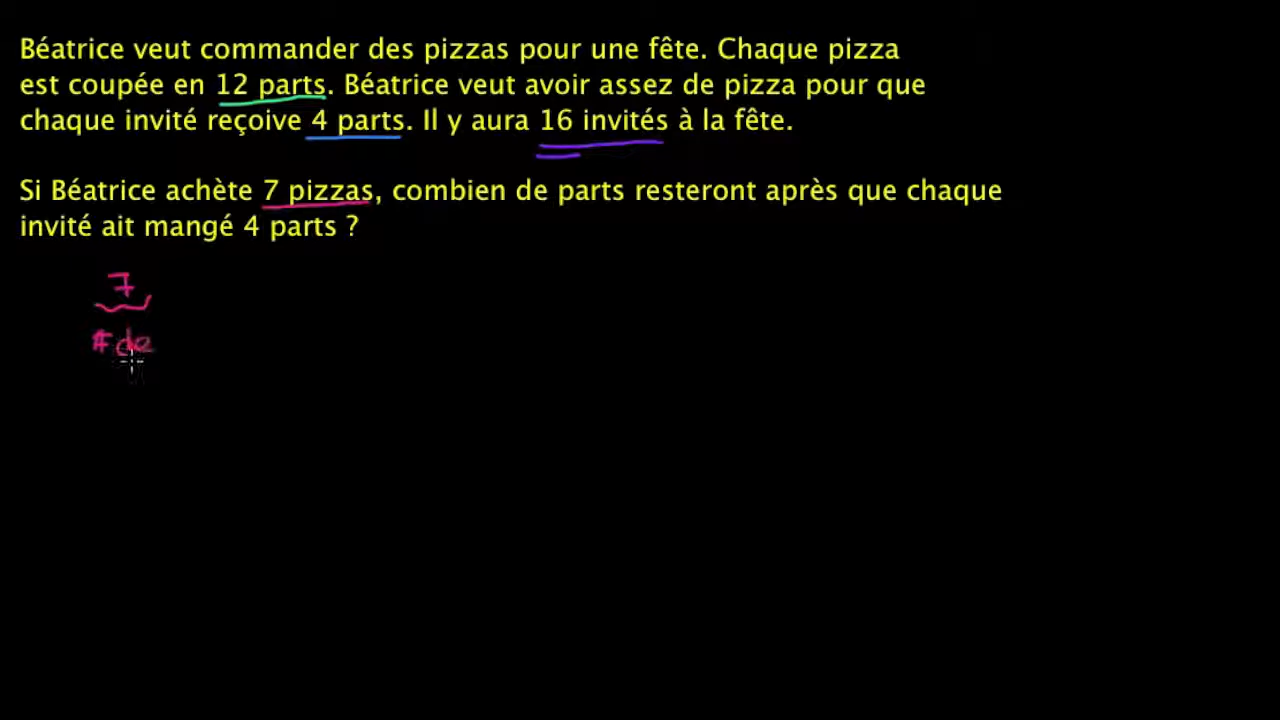 Béatrice veut commander des pizzas pour une fête. Chaque pizza
est coupée en 12 parts. Béatrice veut avoir assez de pizza pour que
chaque invité reçoive 4 parts. Il y aura 16 invités à la fête.
Si Béatrice achète 7 pizzas, combien de parts resteront après que chaque
invité ait mangé 4 parts ?
7
# de